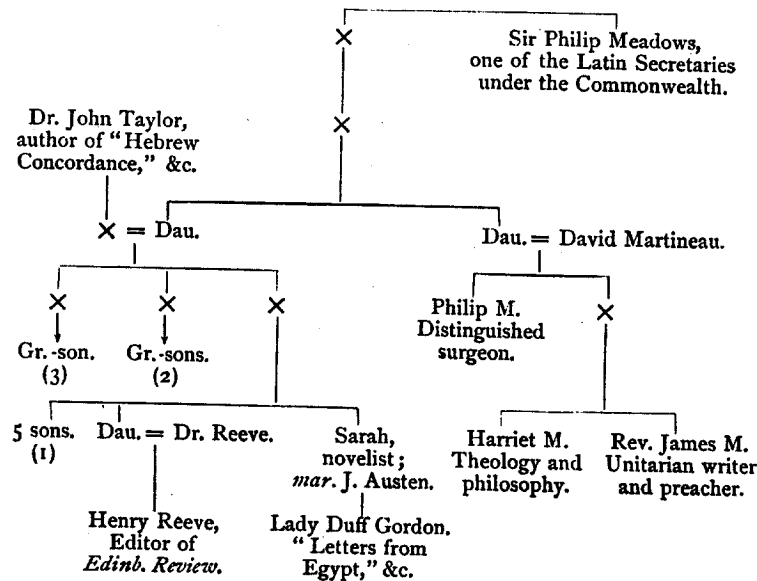 Sir Philip Meadows,
one of the Latin Secretaries
under the Commonwealth.
Dr. John Taylor,
author of “Hebrew
Concordance,” &c.
× = Dau.
Dau. = David Martineau.
Philip M.
Distinguished
surgeon.
Gr.-son.
(3)
Gr.-sons.
(2)
5 sons.
(1)
Dau. = Dr. Reeve.
Sarah,
novelist;
mar. J. Austen.
Harriet M.
Theology and
philosophy.
Rev. James M.
Unitarian writer
and preacher.
Henry Reeve,
Editor of
Edinb. Review.
Lady Duff Gordon.
“Letters from
Egypt,” &c.